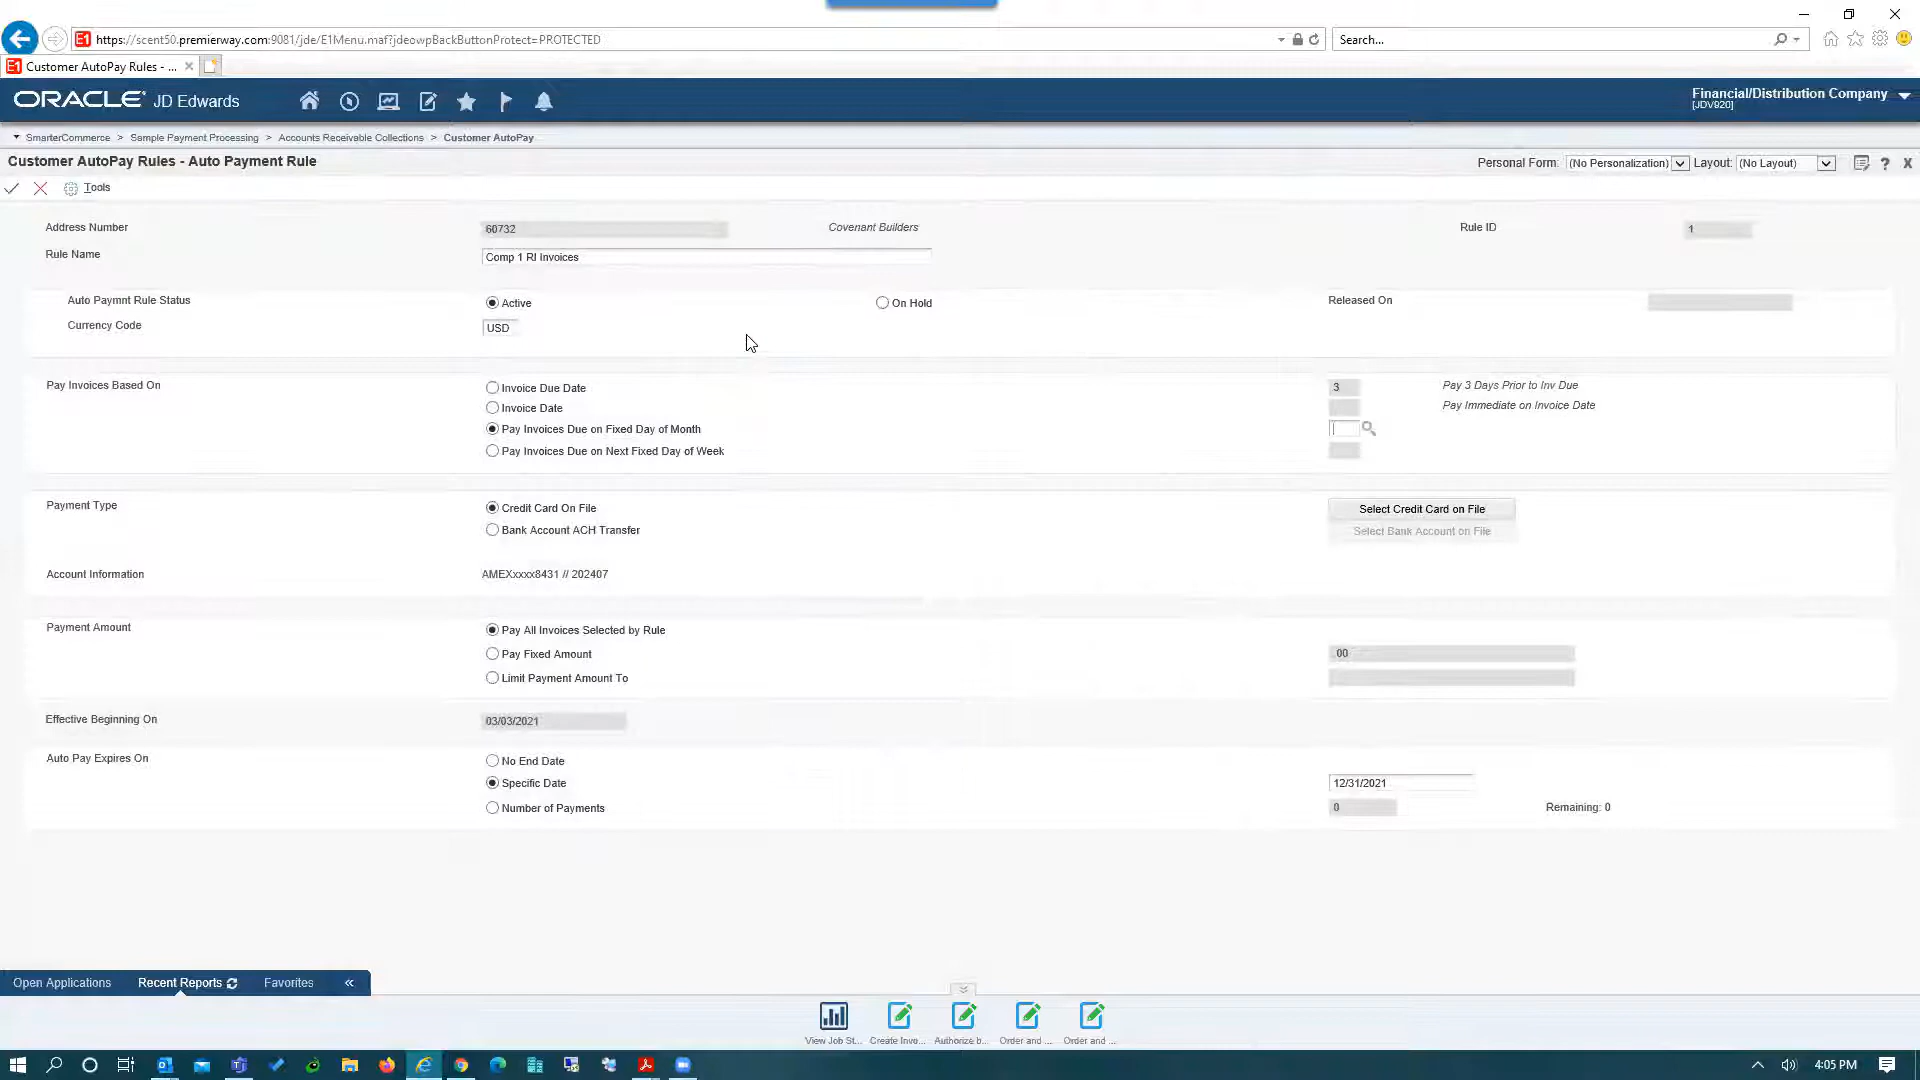 https://scent50.premierway.com:9081/jde/E1Menu.maf?jdeowpBackButtonProtect=PROTECTED
Search...
E1 Customer AutoPay Rules - ...
ORACLE JD Edwards
Financial/Distribution Company
[JDV920]
SmarterCommerce > Sample Payment Processing > Accounts Receivable Collections > Customer AutoPay
Customer AutoPay Rules - Auto Payment Rule
Personal Form: (No Personalization) Layout: (No Layout)
Tools
Address Number 60732 Covenant Builders Rule ID 1
Rule Name Comp 1 RI Invoices
Auto Paymnt Rule Status Active On Hold Released On
Currency Code USD
Pay Invoices Based On Invoice Due Date 3 Pay 3 Days Prior to Inv Due
Invoice Date Pay Immediate on Invoice Date
Pay Invoices Due on Fixed Day of Month
Pay Invoices Due on Next Fixed Day of Week
Payment Type Credit Card On File Select Credit Card on File
Bank Account ACH Transfer Select Bank Account on File
Account Information AMEXxxxx8431 // 202407
Payment Amount Pay All Invoices Selected by Rule
Pay Fixed Amount .00
Limit Payment Amount To
Effective Beginning On 03/03/2021
Auto Pay Expires On No End Date
Specific Date 12/31/2021
Number of Payments 0 Remaining: 0
Open Applications Recent Reports Favorites «
View Job St... Create Invo... Authorize b... Order and ... Order and ...
4:05 PM